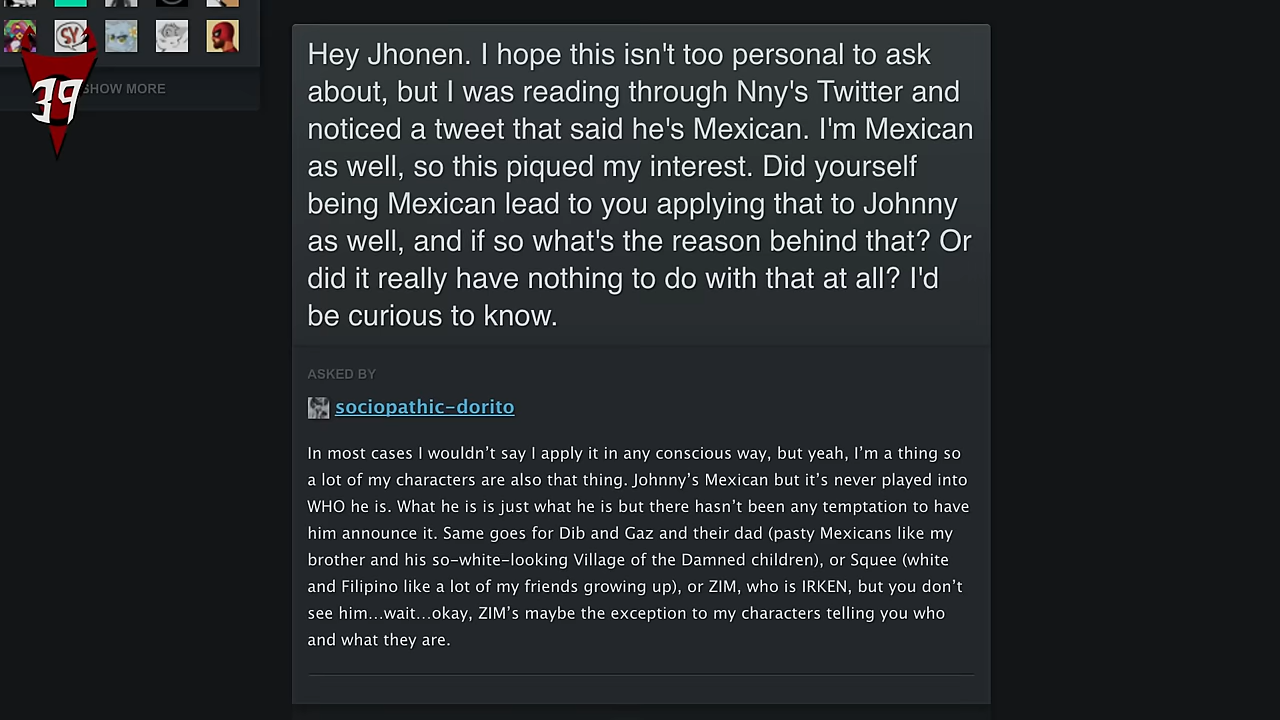 SY
39
SHOW MORE
Hey Jhonen. I hope this isn't too personal to ask
about, but I was reading through Nny's Twitter and
noticed a tweet that said he's Mexican. I'm Mexican
as well, so this piqued my interest. Did yourself
being Mexican lead to you applying that to Johnny
as well, and if so what's the reason behind that? Or
did it really have nothing to do with that at all? I'd
be curious to know.
ASKED BY
sociopathic-dorito
In most cases I wouldn’t say I apply it in any conscious way, but yeah, I’m a thing so
a lot of my characters are also that thing. Johnny’s Mexican but it’s never played into
WHO he is. What he is is just what he is but there hasn’t been any temptation to have
him announce it. Same goes for Dib and Gaz and their dad (pasty Mexicans like my
brother and his so-white-looking Village of the Damned children), or Squee (white
and Filipino like a lot of my friends growing up), or ZIM, who is IRKEN, but you don’t
see him…wait…okay, ZIM’s maybe the exception to my characters telling you who
and what they are.